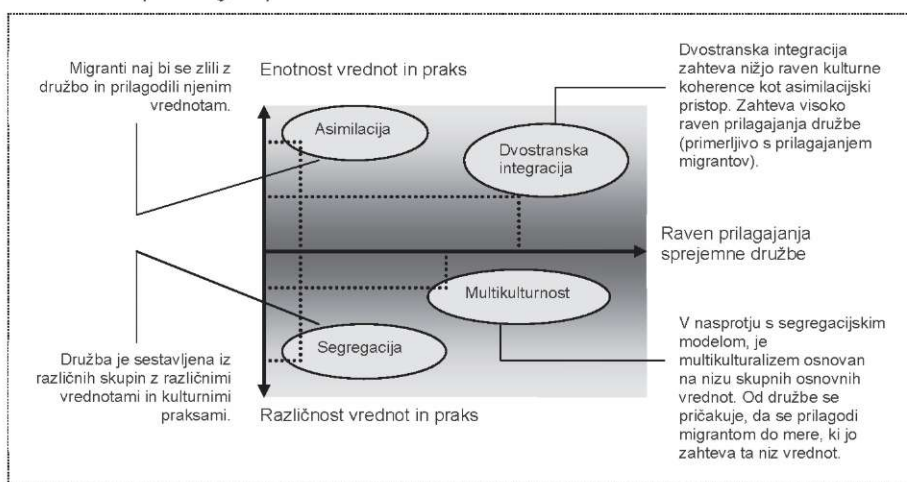 Migranti naj bi se zlili z
družbo in prilagodili njenim
vrednotam.
Enotnost vrednot in praks
Dvostranska integracija
zahteva nižjo raven kulturne
koherence kot asimilacijski
pristop. Zahteva visoko
raven prilagajanja družbe
(primerljivo s prilagajanjem
migrantov).
Asimilacija
Dvostranska
integracija
Raven prilagajanja
sprejemne družbe
Multikulturnost
Segregacija
Družba je sestavljena iz
različnih skupin z različnimi
vrednotami in kulturnimi
praksami.
Različnost vrednot in praks
V nasprotju s segregacijskim
modelom, je
multikulturalizem osnovan
na nizu skupnih osnovnih
vrednot. Od družbe se
pričakuje, da se prilagodi
migrantom do mere, ki jo
zahteva ta niz vrednot.